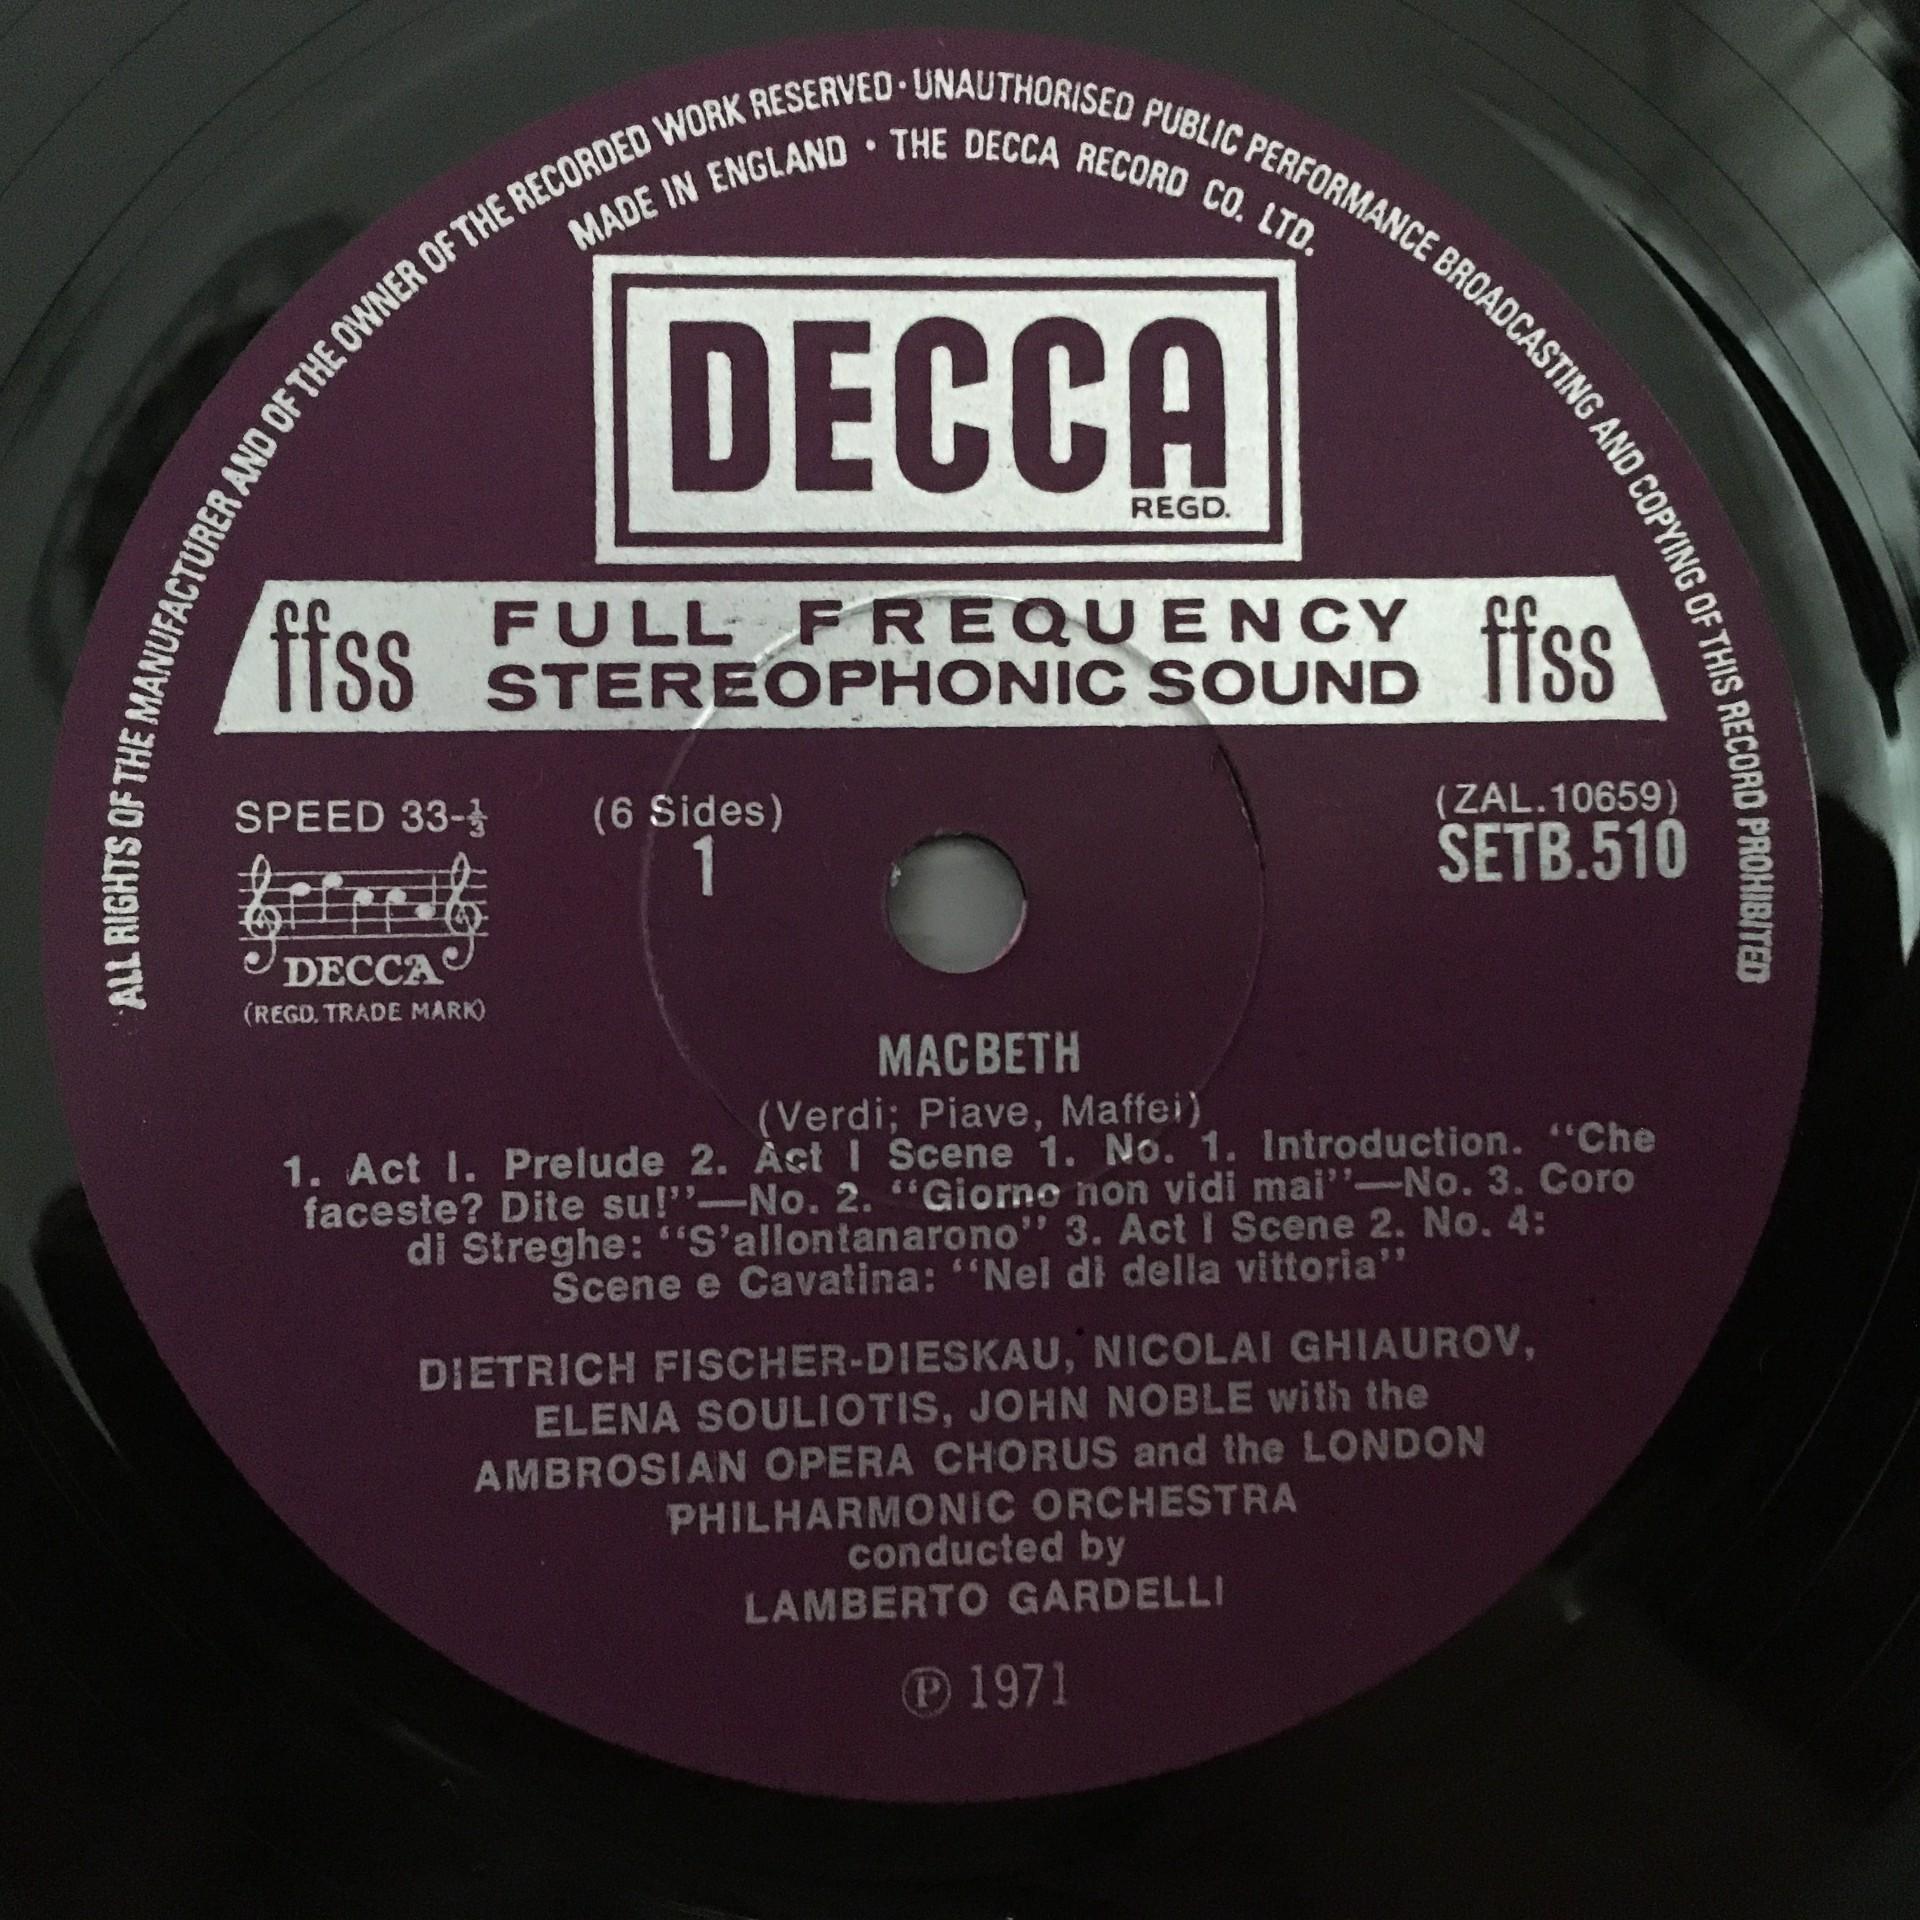 ALL RIGHTS OF THE MANUFACTURER AND OF THE OWNER OF THE RECORDED WORK RESERVED · UNAUTHORISED PUBLIC PERFORMANCE BROADCASTING AND COPYING OF THIS RECORD PROHIBITED
MADE IN ENGLAND · THE DECCA RECORD CO. LTD.
DECCA
REGD.
ffss FULL FREQUENCY ffss
STEREOPHONIC SOUND
SPEED 33-⅓
(6 Sides)
1
(ZAL.10659)
SETB.510
DECCA
(REGD. TRADE MARK)
MACBETH
(Verdi; Piave, Maffei)
1. Act I. Prelude 2. Act I Scene 1. No. 1. Introduction. “Che
faceste? Dite su!”—No. 2. “Giorno non vidi mai”—No. 3. Coro
di Streghe: “S’allontanarono” 3. Act I Scene 2. No. 4:
Scene e Cavatina: “Nel dì della vittoria”
DIETRICH FISCHER-DIESKAU, NICOLAI GHIAUROV,
ELENA SOULIOTIS, JOHN NOBLE with the
AMBROSIAN OPERA CHORUS and the LONDON
PHILHARMONIC ORCHESTRA
conducted by
LAMBERTO GARDELLI
Ⓟ 1971